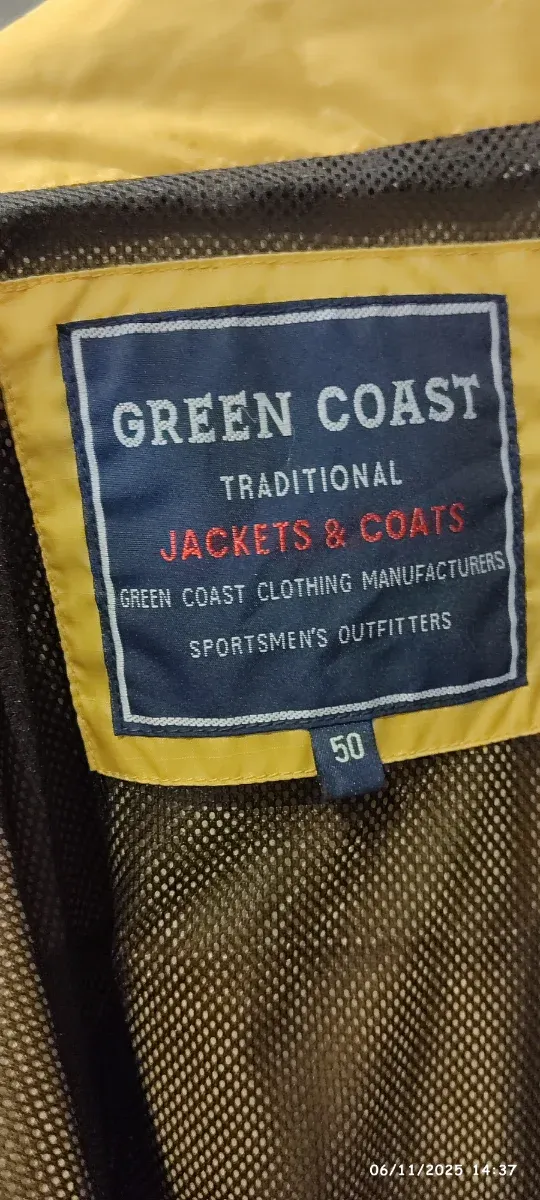 GREEN COAST
TRADITIONAL
JACKETS & COATS
GREEN COAST CLOTHING MANUFACTURERS
SPORTSMEN'S OUTFITTERS
50
06/11/2025 14:37